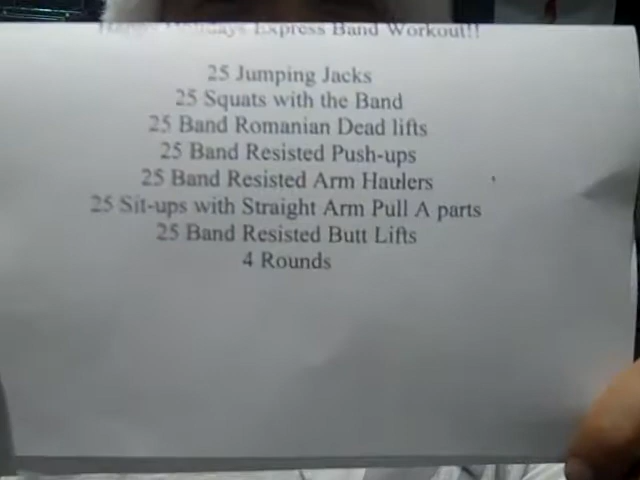 Happy Holidays Express Band Workout!!
25 Jumping Jacks
25 Squats with the Band
25 Band Romanian Dead lifts
25 Band Resisted Push-ups
25 Band Resisted Arm Haulers
25 Sit-ups with Straight Arm Pull A parts
25 Band Resisted Butt Lifts
4 Rounds